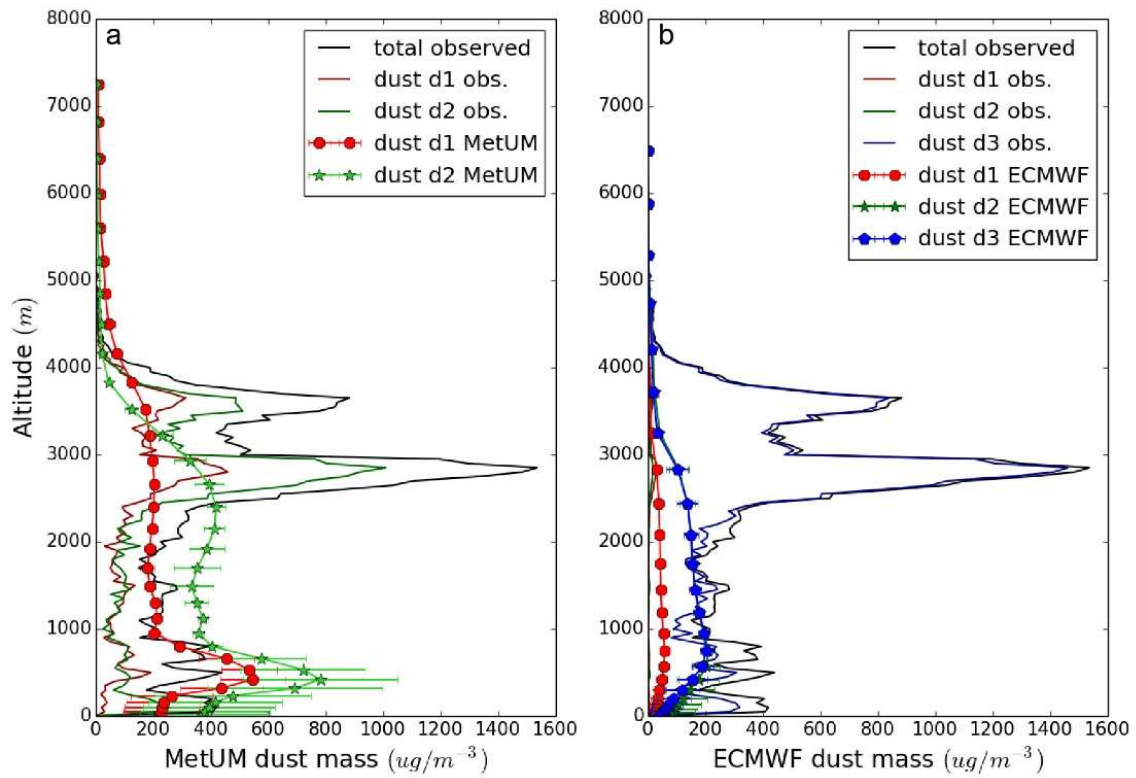 a
total observed
dust d1 obs.
dust d2 obs.
dust d1 MetUM
dust d2 MetUM
8000
7000
6000
5000
4000
3000
2000
1000
0
Altitude (m)
0 200 400 600 800 1000 1200 1400 1600
MetUM dust mass (ug/m⁻³)
b
total observed
dust d1 obs.
dust d2 obs.
dust d3 obs.
dust d1 ECMWF
dust d2 ECMWF
dust d3 ECMWF
8000
7000
6000
5000
4000
3000
2000
1000
0
0 200 400 600 800 1000 1200 1400 1600
ECMWF dust mass (ug/m⁻³)